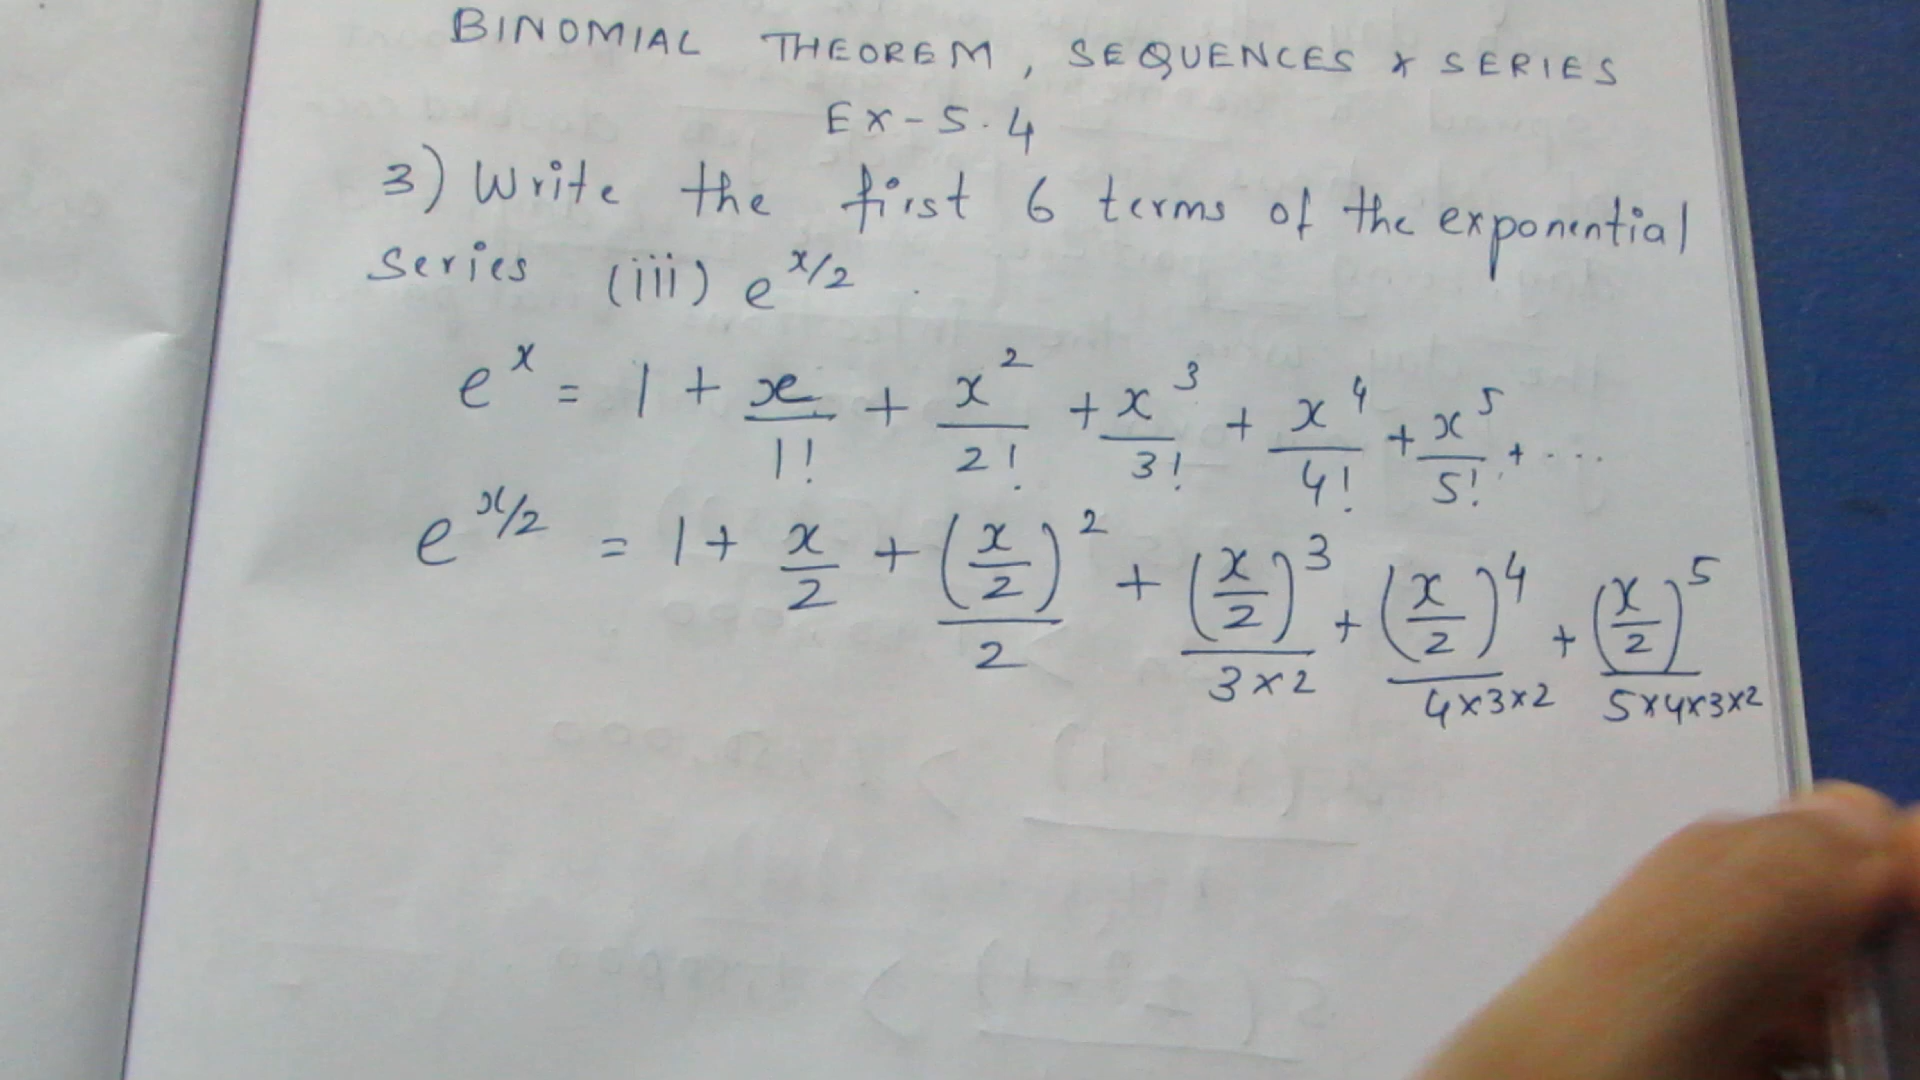 BINOMIAL THEOREM, SEQUENCES & SERIES
EX-5.4
3) Write the first 6 terms of the exponential
series (iii) e^x/2.
e^x = 1 + x/1! + x^2/2! + x^3/3! + x^4/4! + x^5/5! + ...
e^x/2 = 1 + x/2 + (x/2)^2/2 + (x/2)^3/3×2 + (x/2)^4/4×3×2 + (x/2)^5/5×4×3×2